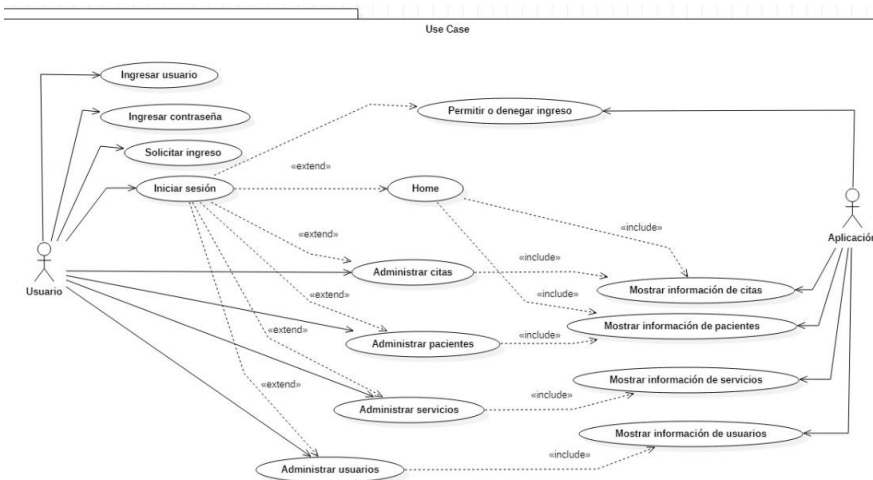 Use Case
Ingresar usuario
Ingresar contraseña
Permitir o denegar ingreso
Solicitar ingreso
«extend»
Iniciar sesión
Home
«extend»
«include»
Aplicación
«include»
Administrar citas
Usuario
Mostrar información de citas
«extend»
«include»
Mostrar información de pacientes
«extend»
«include»
Administrar pacientes
Mostrar información de servicios
«extend»
«include»
Administrar servicios
Mostrar información de usuarios
«include»
Administrar usuarios